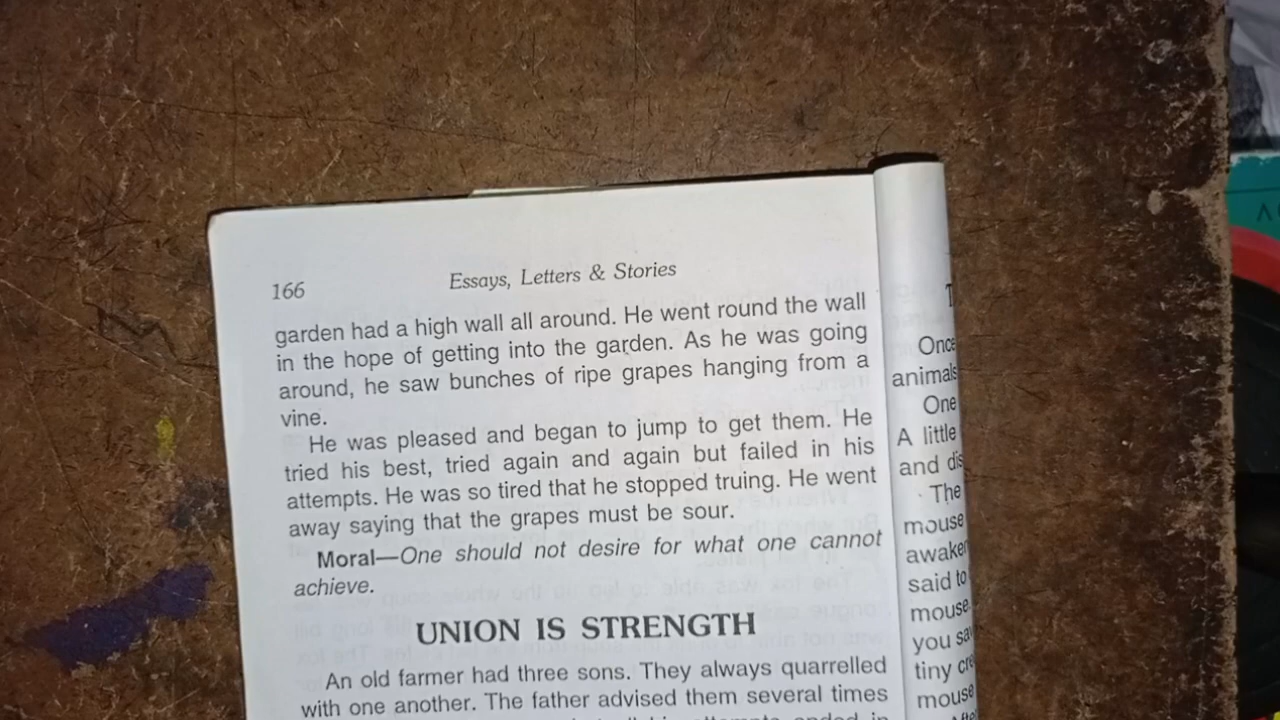 166
Essays, Letters & Stories
garden had a high wall all around. He went round the wall
in the hope of getting into the garden. As he was going
around, he saw bunches of ripe grapes hanging from a
vine.
He was pleased and began to jump to get them. He
tried his best, tried again and again but failed in his
attempts. He was so tired that he stopped truing. He went
away saying that the grapes must be sour.
Moral—One should not desire for what one cannot
achieve.
UNION IS STRENGTH
An old farmer had three sons. They always quarrelled
with one another. The father advised them several times
attempts ended in
Once
animals
One
A little
and
The
mouse
said to
mouse.
you
tiny
mouse